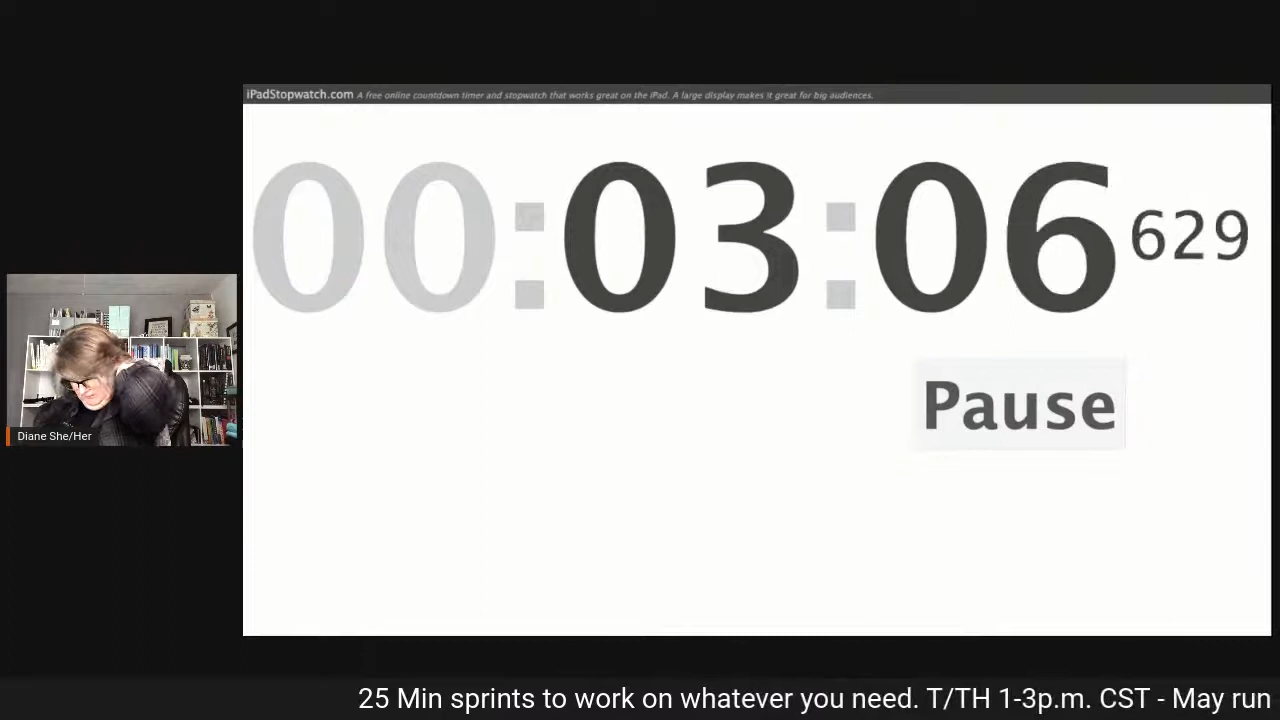 iPadStopwatch.com A free online countdown timer and stopwatch that works great on the iPad. A large display makes it great for big audiences.
00:03:06 629
Pause
Diane She/Her
25 Min sprints to work on whatever you need. T/TH 1-3p.m. CST - May run